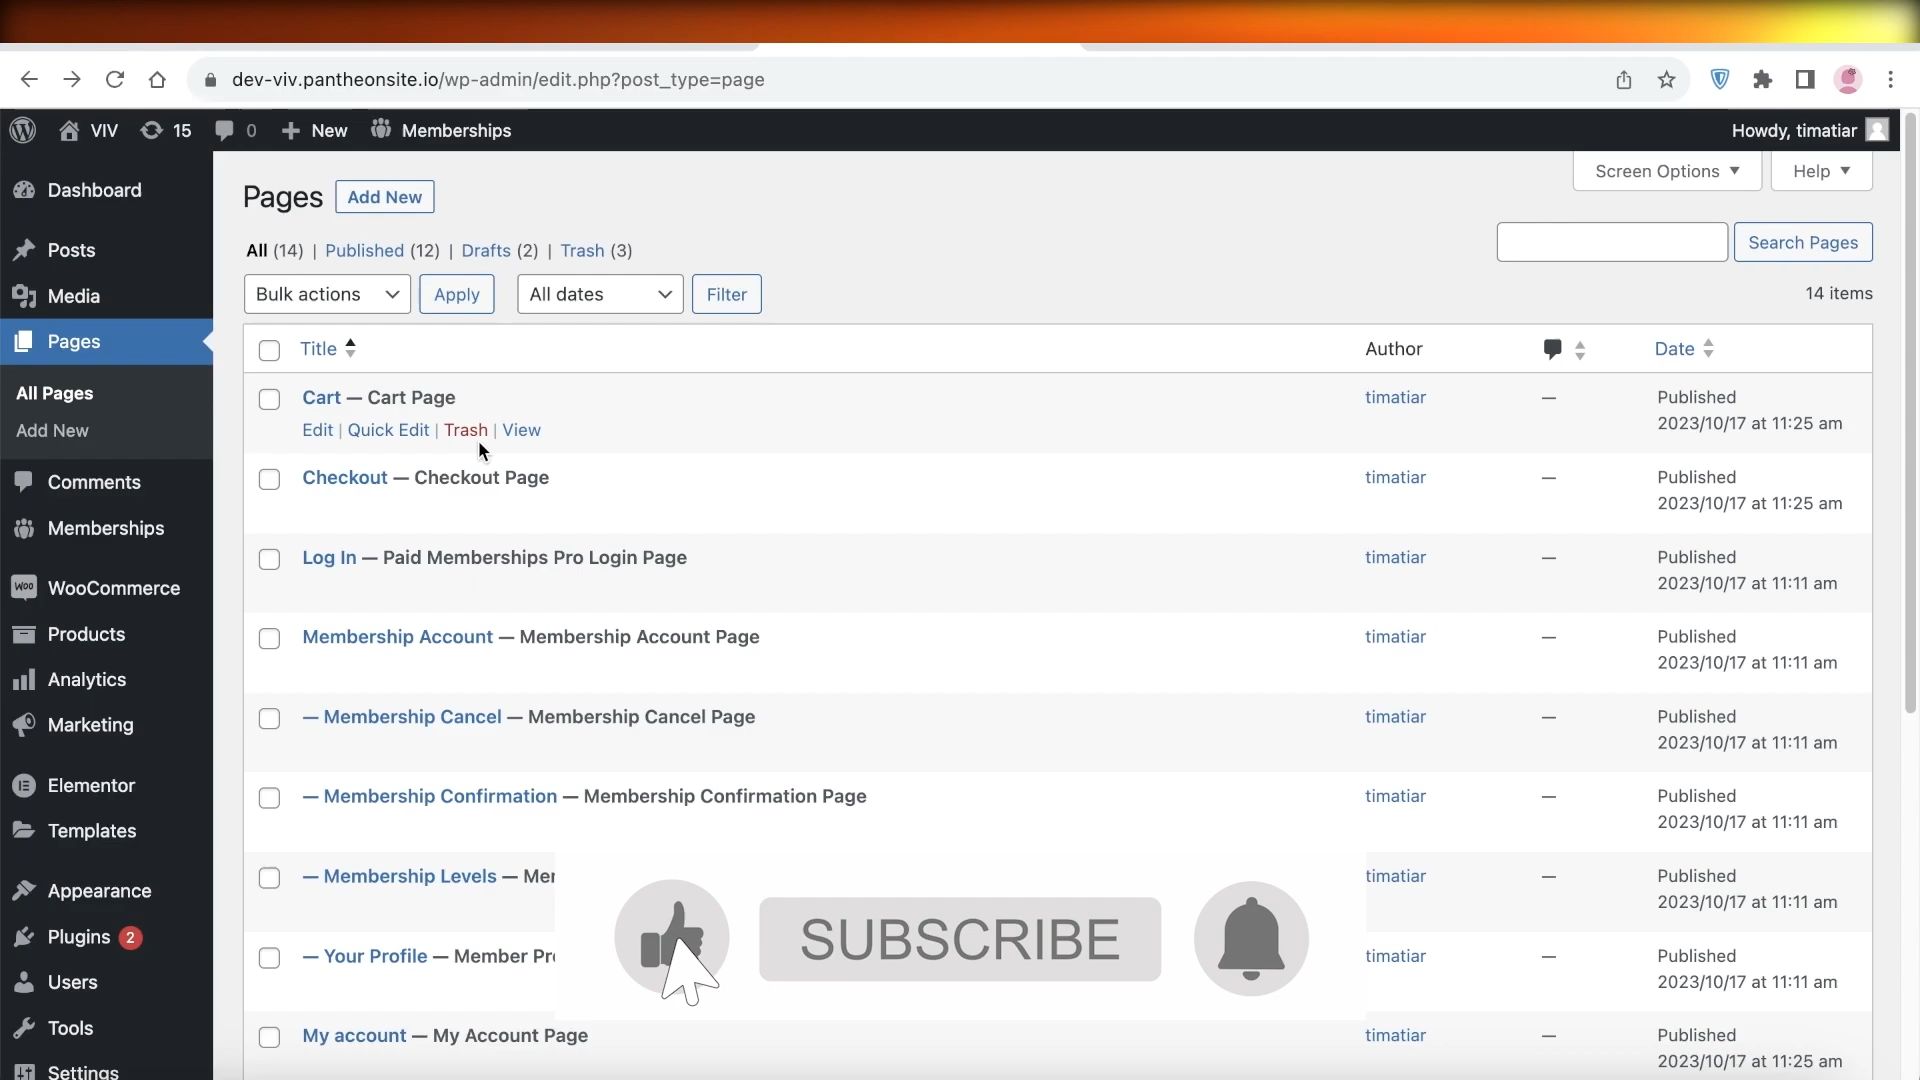 dev-viv.pantheonsite.io/wp-admin/edit.php?post_type=page
VIV 15 0 + New Memberships Howdy, timatiar
Screen Options Help
Dashboard
Posts
Media
Pages
All Pages
Add New
Comments
Memberships
WooCommerce
Products
Analytics
Marketing
Elementor
Templates
Appearance
Plugins 2
Users
Tools
Settings
Pages Add New
All (14) | Published (12) | Drafts (2) | Trash (3)
Search Pages
Bulk actions Apply All dates Filter 14 items
Title Author Date
Cart — Cart Page timatiar — Published
2023/10/17 at 11:25 am
Edit | Quick Edit | Trash | View
Checkout — Checkout Page timatiar — Published
2023/10/17 at 11:25 am
Log In — Paid Memberships Pro Login Page timatiar — Published
2023/10/17 at 11:11 am
Membership Account — Membership Account Page timatiar — Published
2023/10/17 at 11:11 am
— Membership Cancel — Membership Cancel Page timatiar — Published
2023/10/17 at 11:11 am
— Membership Confirmation — Membership Confirmation Page timatiar — Published
2023/10/17 at 11:11 am
— Membership Levels — timatiar — Published
2023/10/17 at 11:11 am
— Your Profile — Member timatiar — Published
2023/10/17 at 11:11 am
My account — My Account Page timatiar — Published
2023/10/17 at 11:25 am
SUBSCRIBE